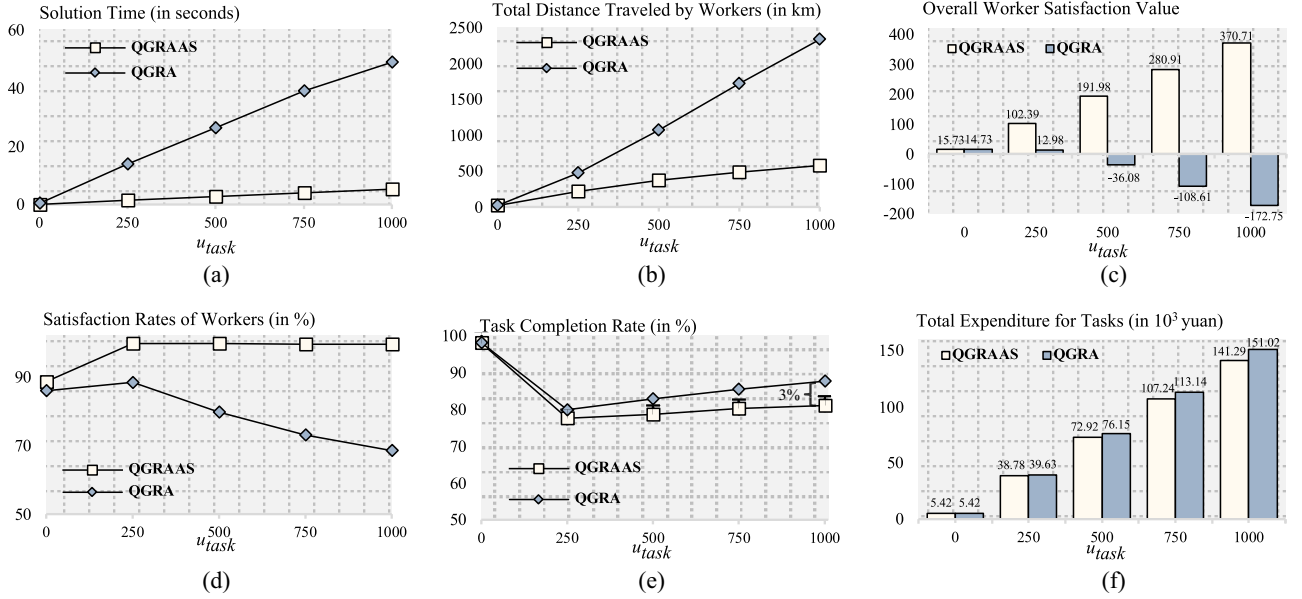 Solution Time (in seconds)
60
40
20
0
QGRAAS
QGRA
0 250 500 750 1000
u_task
(a)
Total Distance Traveled by Workers (in km)
2500
2000
1500
1000
500
0
QGRAAS
QGRA
0 250 500 750 1000
u_task
(b)
Overall Worker Satisfaction Value
400
300
200
100
0
-100
-200
QGRAAS QGRA
15.73 14.73
102.39 12.98
191.98 -36.08
280.91 -108.61
370.71 -172.75
0 250 500 750 1000
u_task
(c)
Satisfaction Rates of Workers (in %)
90
70
50
QGRAAS
QGRA
0 250 500 750 1000
u_task
(d)
Task Completion Rate (in %)
100
90
80
70
60
50
3%
QGRAAS
QGRA
0 250 500 750 1000
u_task
(e)
Total Expenditure for Tasks (in 10³ yuan)
150
100
50
0
QGRAAS QGRA
5.42 5.42
38.78 39.63
72.92 76.15
107.24 113.14
141.29 151.02
0 250 500 750 1000
u_task
(f)